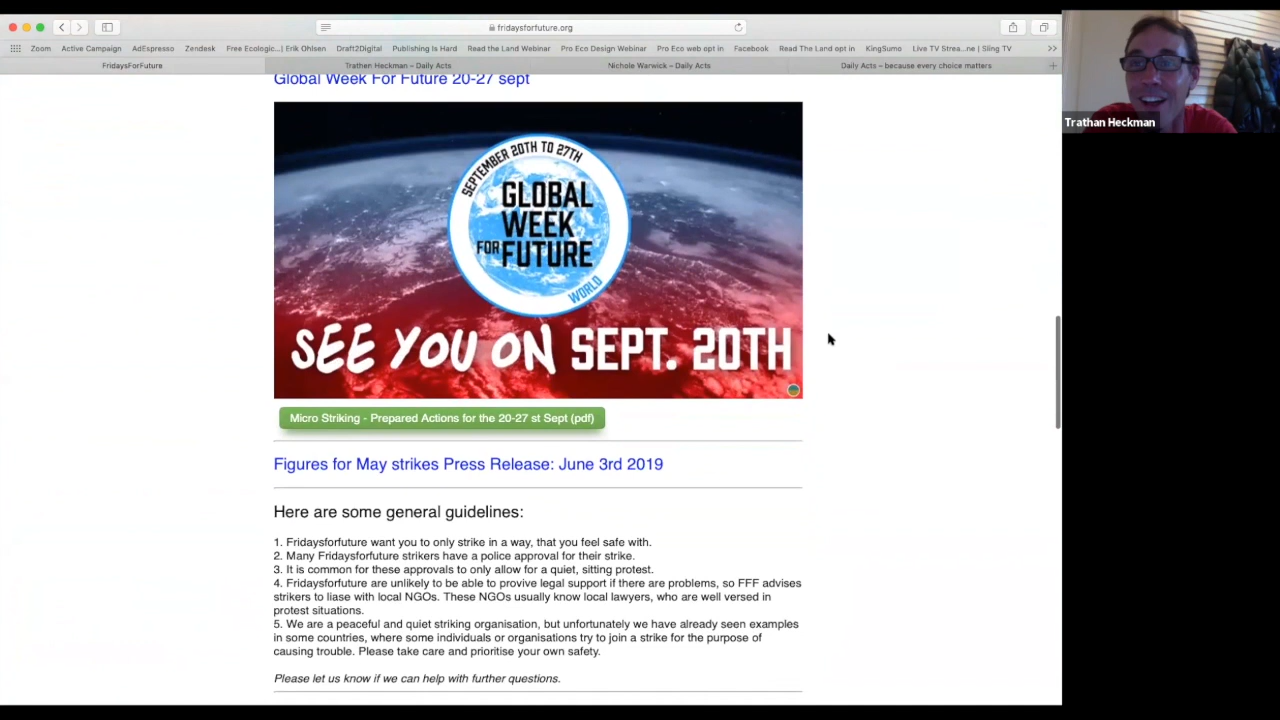 fridaysforfuture.org
Zoom
Active Campaign
AdEspresso
Zendesk
Free Ecologic...| Erik Ohlsen
Draft2Digital
Publishing Is Hard
Read the Land Webinar
Pro Eco Design Webinar
Pro Eco web opt in
Facebook
Read The Land opt in
KingSumo
Live TV Strea...ne | Sling TV
FridaysForFuture
Trathen Heckman – Daily Acts
Nichole Warwick – Daily Acts
Daily Acts – because every choice matters
Trathan Heckman
Global Week For Future 20-27 sept
SEPTEMBER 20TH TO 27TH
GLOBAL
WEEK
FOR FUTURE
WORLD
SEE YOU ON SEPT. 20TH
Micro Striking - Prepared Actions for the 20-27 st Sept (pdf)
Figures for May strikes Press Release: June 3rd 2019
Here are some general guidelines:
1. Fridaysforfuture want you to only strike in a way, that you feel safe with.
2. Many Fridaysforfuture strikers have a police approval for their strike.
3. It is common for these approvals to only allow for a quiet, sitting protest.
4. Fridaysforfuture are unlikely to be able to provive legal support if there are problems, so FFF advises
strikers to liase with local NGOs. These NGOs usually know local lawyers, who are well versed in
protest situations.
5. We are a peaceful and quiet striking organisation, but unfortunately we have already seen examples
in some countries, where some individuals or organisations try to join a strike for the purpose of
causing trouble. Please take care and prioritise your own safety.
Please let us know if we can help with further questions.